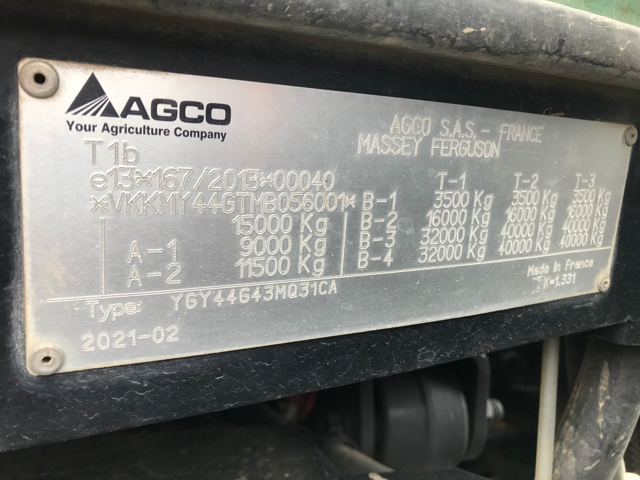 AGCO
Your Agriculture Company
AGCO S.A.S. - FRANCE
MASSEY FERGUSON
T1b
e13*167/2013*00040
*VKKMY44GTMB056001*
15000 Kg
A-1 9000 Kg
A-2 11500 Kg
T-1 T-2 T-3
B-1 3500 Kg 3500 Kg 3500 Kg
B-2 16000 Kg 16000 Kg 16000 Kg
B-3 32000 Kg 40000 Kg 40000 Kg
B-4 32000 Kg 40000 Kg 40000 Kg
Made in France
K=1.331
Type: YGY44G43MQ31CA
2021-02